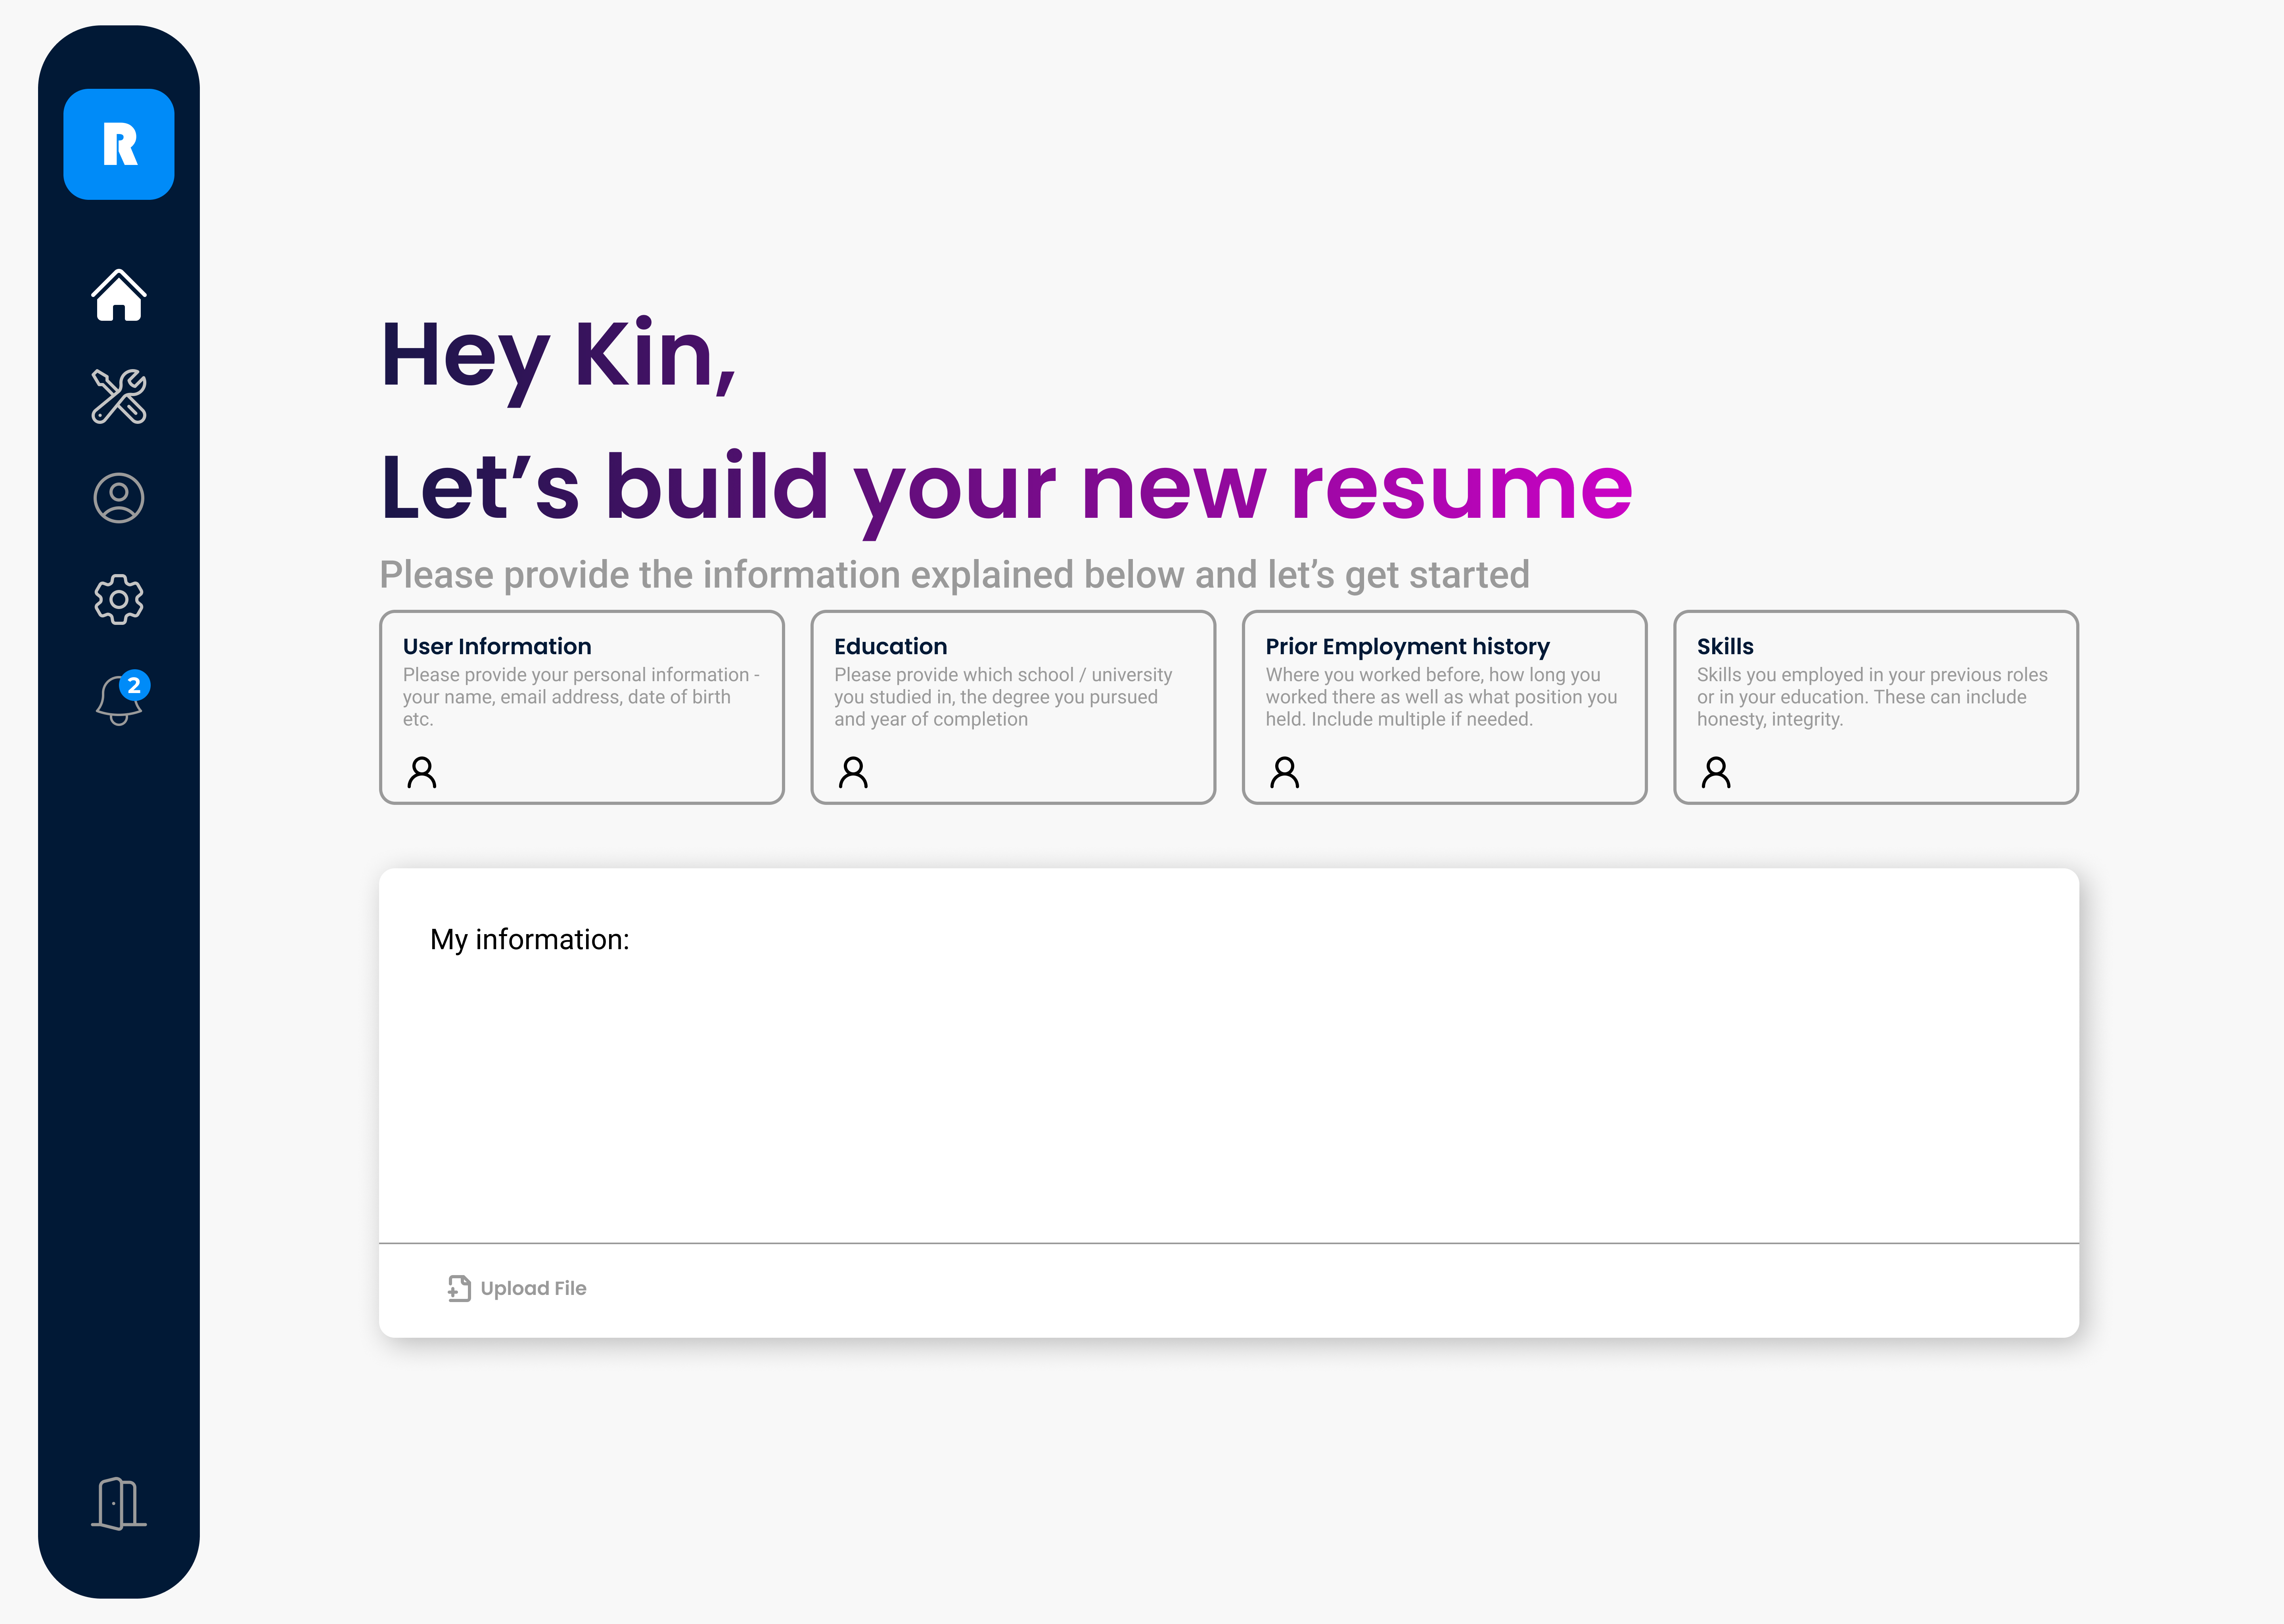 R
2
Hey Kin,
Let’s build your new resume
Please provide the information explained below and let’s get started
User Information
Please provide your personal information -
your name, email address, date of birth
etc.
Education
Please provide which school / university
you studied in, the degree you pursued
and year of completion
Prior Employment history
Where you worked before, how long you
worked there as well as what position you
held. Include multiple if needed.
Skills
Skills you employed in your previous roles
or in your education. These can include
honesty, integrity.
My information:
Upload File